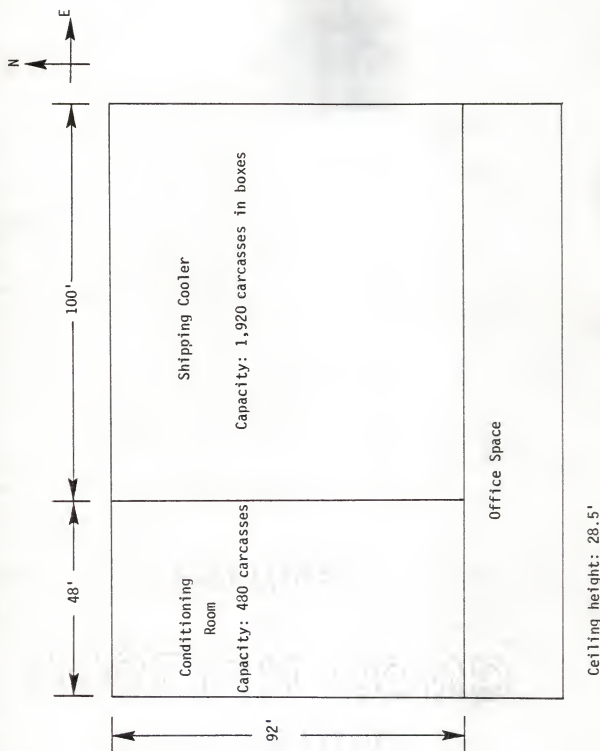 N
E
48'
100'
92'
Conditioning
Room
Capacity: 480 carcasses
Shipping Cooler
Capacity: 1,920 carcasses in boxes
Office Space
Ceiling height: 28.5'